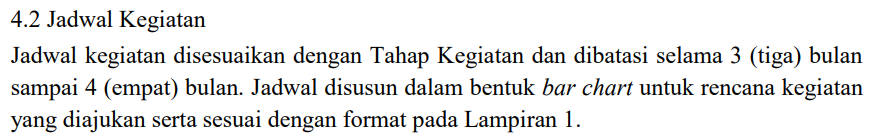 4.2 Jadwal Kegiatan
Jadwal kegiatan disesuaikan dengan Tahap Kegiatan dan dibatasi selama 3 (tiga) bulan
sampai 4 (empat) bulan. Jadwal disusun dalam bentuk bar chart untuk rencana kegiatan
yang diajukan serta sesuai dengan format pada Lampiran 1.